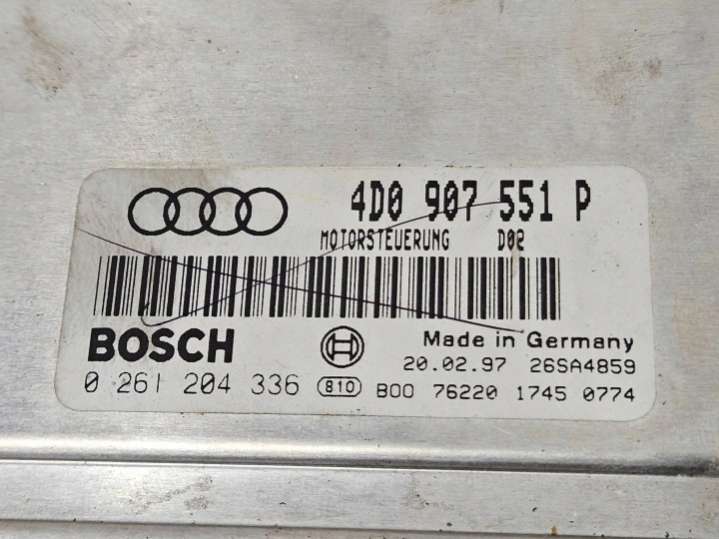 4D0 907 551 P
MOTORSTEUERUNG D02
BOSCH
Made in Germany
20.02.97 26SA4859
0 261 204 336 810 B00 76220 1745 0774